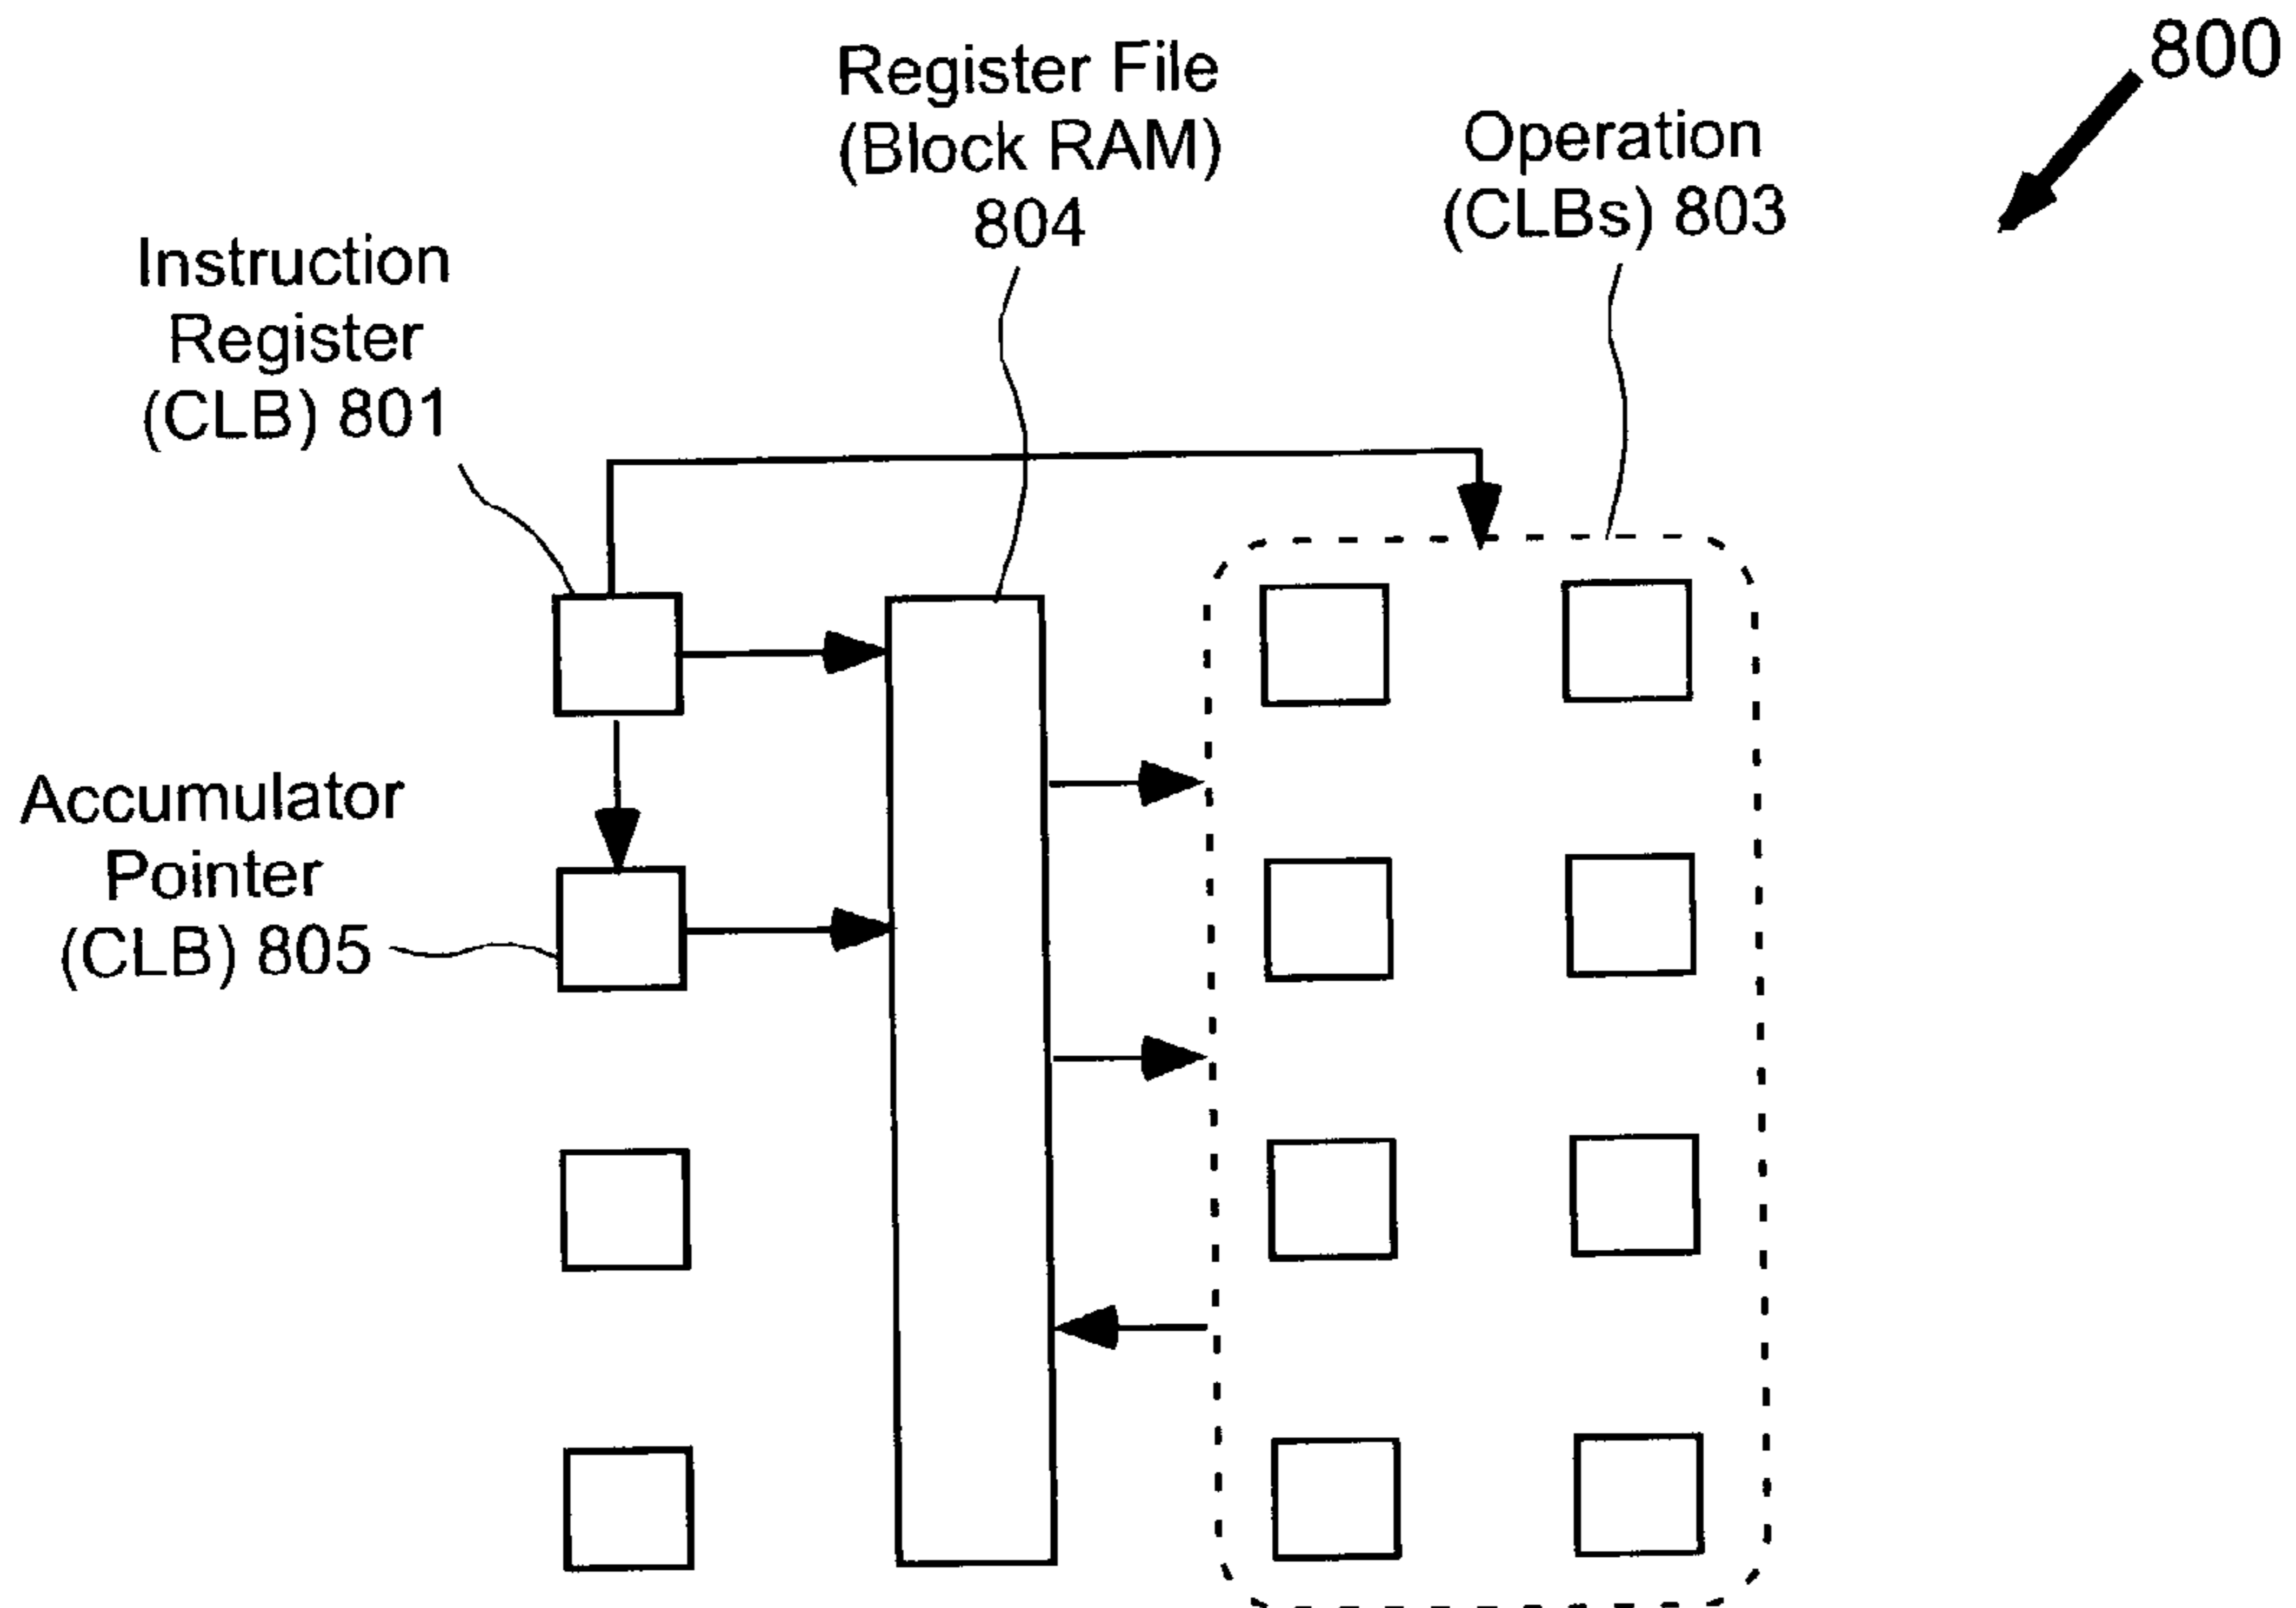 800
Register File
(Block RAM)
804
Operation
(CLBs) 803
Instruction
Register
(CLB) 801
Accumulator
Pointer
(CLB) 805